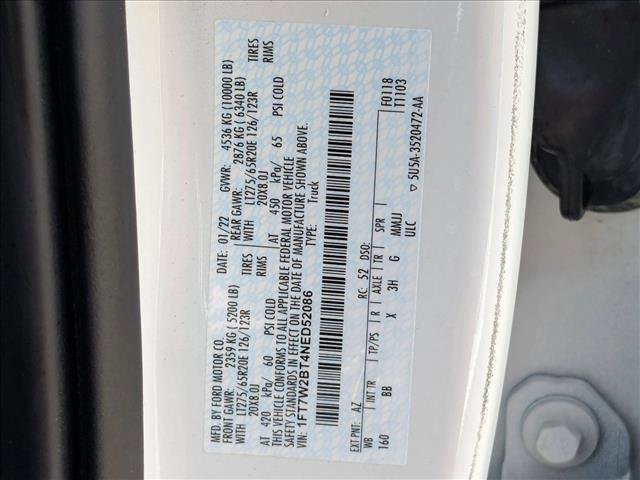 MFD. BY FORD MOTOR CO.
DATE: 01/22 GVWR: 4536 KG (10000 LB)
FRONT GAWR: 2359 KG (5200 LB) REAR GAWR: 2876 KG (6340 LB)
WITH LT275/65R20E 126/123R TIRES WITH LT275/65R20E 126/123R TIRES
20X8.0J RIMS 20X8.0J RIMS
AT 420 kPa/ 60 PSI COLD AT 450 kPa/ 65 PSI COLD
THIS VEHICLE CONFORMS TO ALL APPLICABLE FEDERAL MOTOR VEHICLE
SAFETY STANDARDS IN EFFECT ON THE DATE OF MANUFACTURE SHOWN ABOVE.
1FT7W2BT4NED52086 TYPE: Truck
F0118
T1103
EXT PNT: AZ RC: 52 DSO:
WB INT TR TP/PS R AXLE TR SPR
160 BB X 3H G MMUJ
ULC
▽ 5U5A-3520472-AA